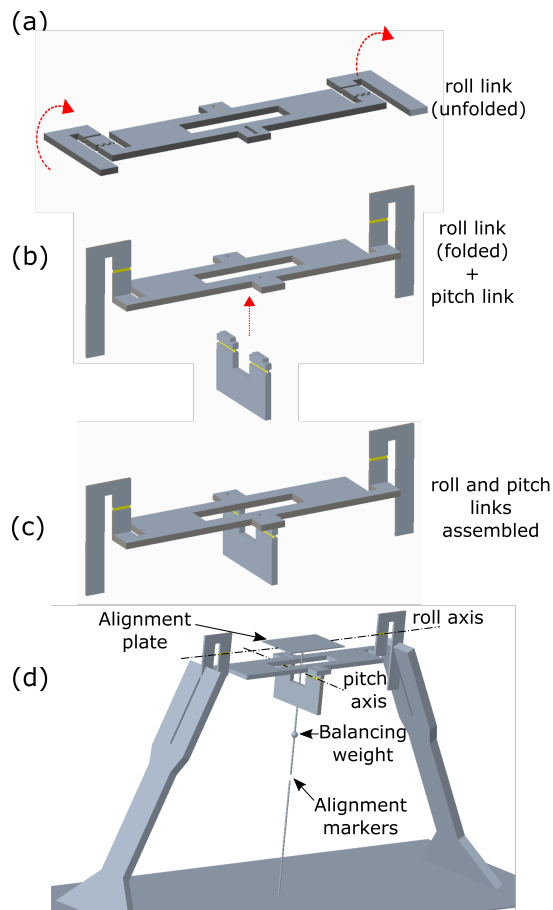 (a)
roll link
(unfolded)
(b)
roll link
(folded)
+
pitch link
(c)
roll and pitch
links
assembled
(d)
Alignment
plate
roll axis
pitch
axis
Balancing
weight
Alignment
markers